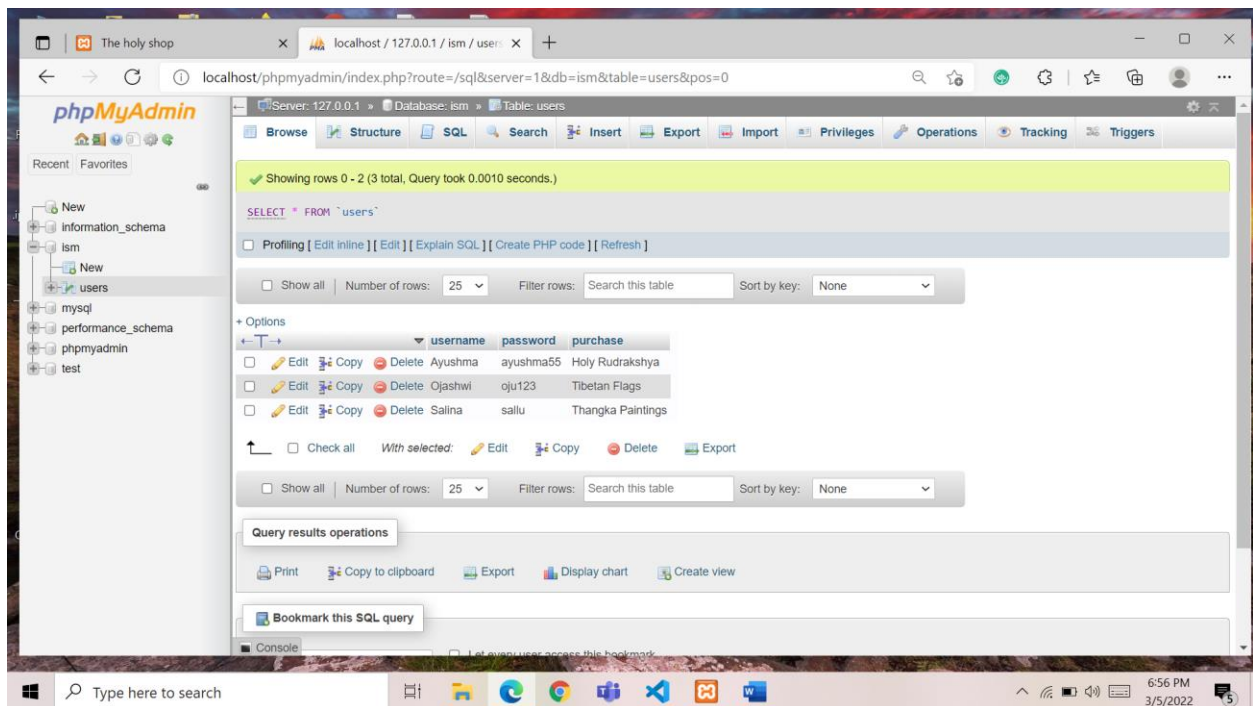 The holy shop
localhost / 127.0.0.1 / ism / users
localhost/phpmyadmin/index.php?route=/sql&server=1&db=ism&table=users&pos=0
phpMyAdmin
Recent Favorites
New
information_schema
ism
New
users
mysql
performance_schema
phpmyadmin
test
Server: 127.0.0.1 » Database: ism » Table: users
Browse Structure SQL Search Insert Export Import Privileges Operations Tracking Triggers
Showing rows 0 - 2 (3 total, Query took 0.0010 seconds.)
SELECT * FROM `users`
Profiling [ Edit inline ] [ Edit ] [ Explain SQL ] [ Create PHP code ] [ Refresh ]
Show all | Number of rows: 25 Filter rows: Search this table Sort by key: None
+ Options
←T→ username password purchase
Edit Copy Delete Ayushma ayushma55 Holy Rudrakshya
Edit Copy Delete Ojashwi oju123 Tibetan Flags
Edit Copy Delete Salina sallu Thangka Paintings
Check all With selected: Edit Copy Delete Export
Show all | Number of rows: 25 Filter rows: Search this table Sort by key: None
Query results operations
Print Copy to clipboard Export Display chart Create view
Bookmark this SQL query
Console
Let every user access this bookmark
Type here to search
6:56 PM
3/5/2022
5